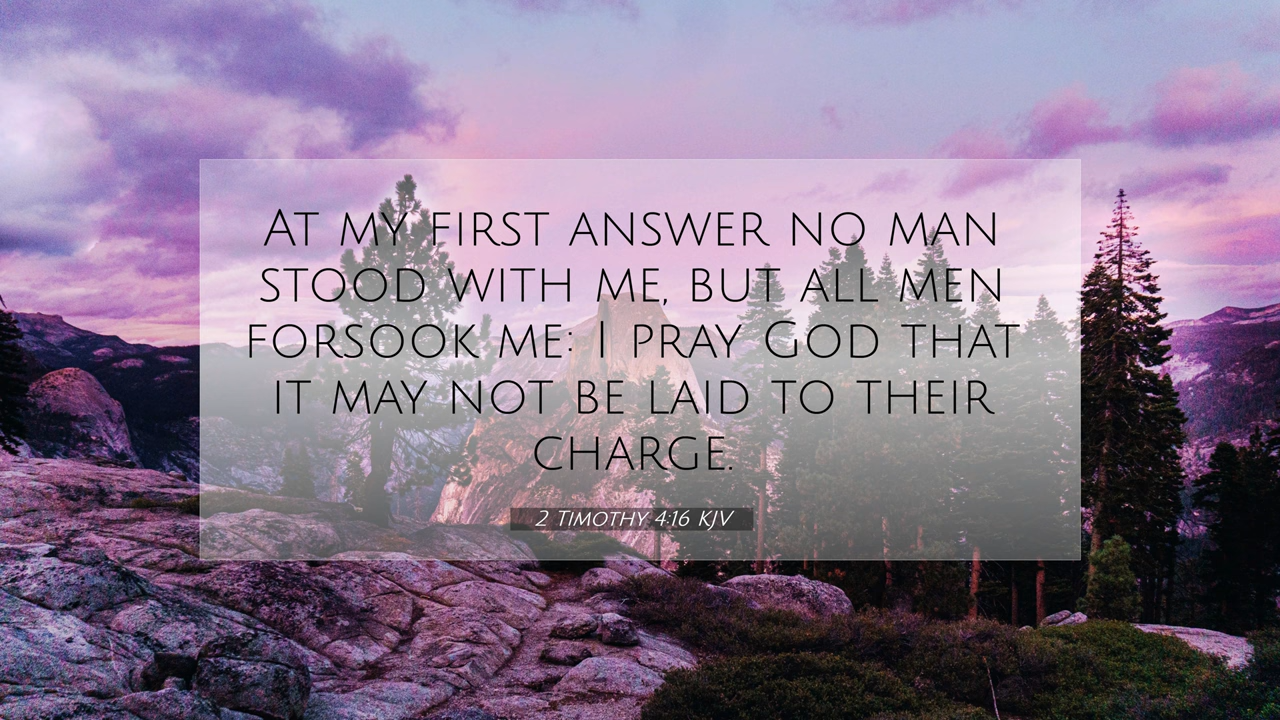 At my first answer no man
stood with me, but all men
forsook me: I pray God that
it may not be laid to their
charge.
2 Timothy 4:16 KJV